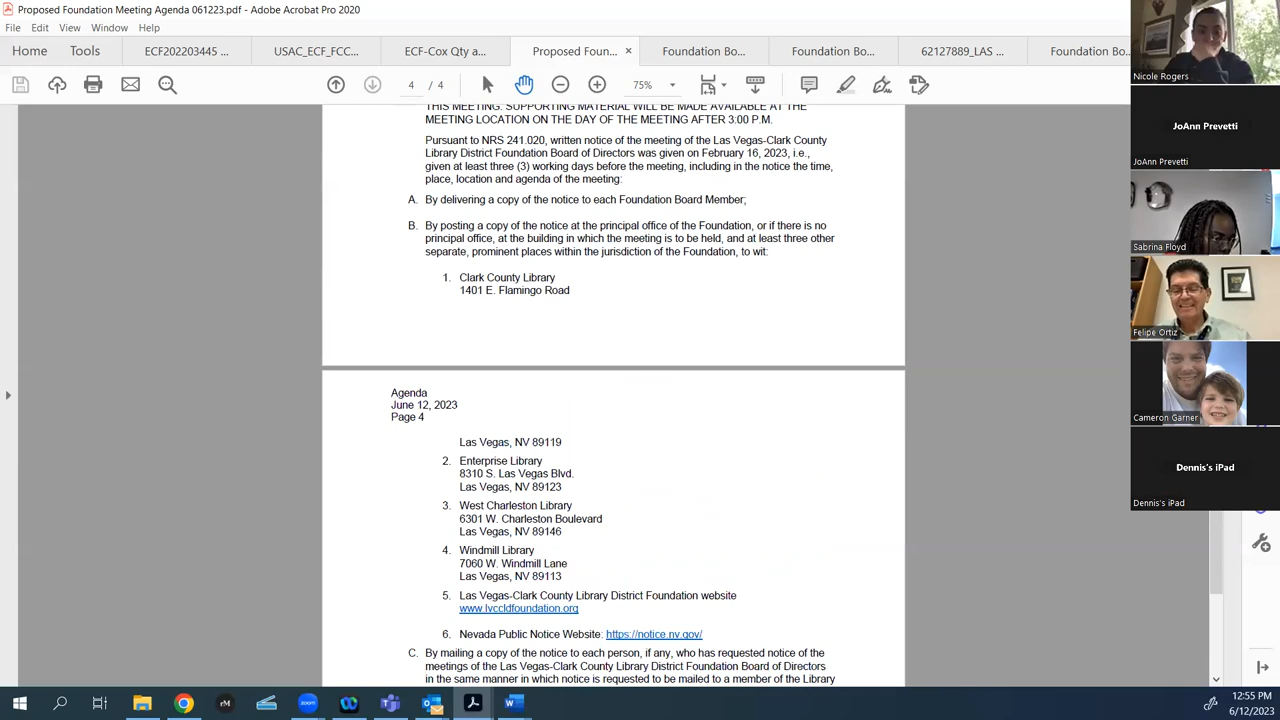 Proposed Foundation Meeting Agenda 061223.pdf - Adobe Acrobat Pro 2020
File Edit View Window Help
Home Tools ECF202203445 ... USAC_ECF_FCC... ECF-Cox Qty a... Proposed Foun... × Foundation Bo... Foundation Bo... 62127889_LAS ... Foundation Bo
4 / 4 75%
THIS MEETING. SUPPORTING MATERIAL WILL BE MADE AVAILABLE AT THE
MEETING LOCATION ON THE DAY OF THE MEETING AFTER 3:00 P.M.
Pursuant to NRS 241.020, written notice of the meeting of the Las Vegas-Clark County
Library District Foundation Board of Directors was given on February 16, 2023, i.e.,
given at least three (3) working days before the meeting, including in the notice the time,
place, location and agenda of the meeting:
A. By delivering a copy of the notice to each Foundation Board Member;
B. By posting a copy of the notice at the principal office of the Foundation, or if there is no
principal office, at the building in which the meeting is to be held, and at least three other
separate, prominent places within the jurisdiction of the Foundation, to wit:
1. Clark County Library
1401 E. Flamingo Road
Agenda
June 12, 2023
Page 4
Las Vegas, NV 89119
2. Enterprise Library
8310 S. Las Vegas Blvd.
Las Vegas, NV 89123
3. West Charleston Library
6301 W. Charleston Boulevard
Las Vegas, NV 89146
4. Windmill Library
7060 W. Windmill Lane
Las Vegas, NV 89113
5. Las Vegas-Clark County Library District Foundation website
www.lvccldfoundation.org
6. Nevada Public Notice Website: https://notice.nv.gov/
C. By mailing a copy of the notice to each person, if any, who has requested notice of the
meetings of the Las Vegas-Clark County Library District Foundation Board of Directors
in the same manner in which notice is requested to be mailed to a member of the Library
Nicole Rogers
JoAnn Prevetti
JoAnn Prevetti
Sabrina Floyd
Felipe Ortiz
Cameron Garner
Dennis's iPad
Dennis's iPad
12:55 PM
6/12/2023